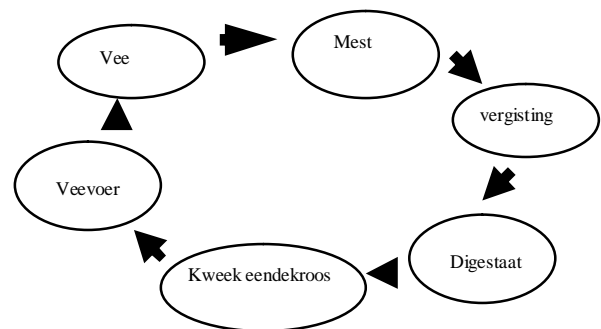 Vee
Mest
vergisting
Digestaat
Kweek eendekroos
Veevoer